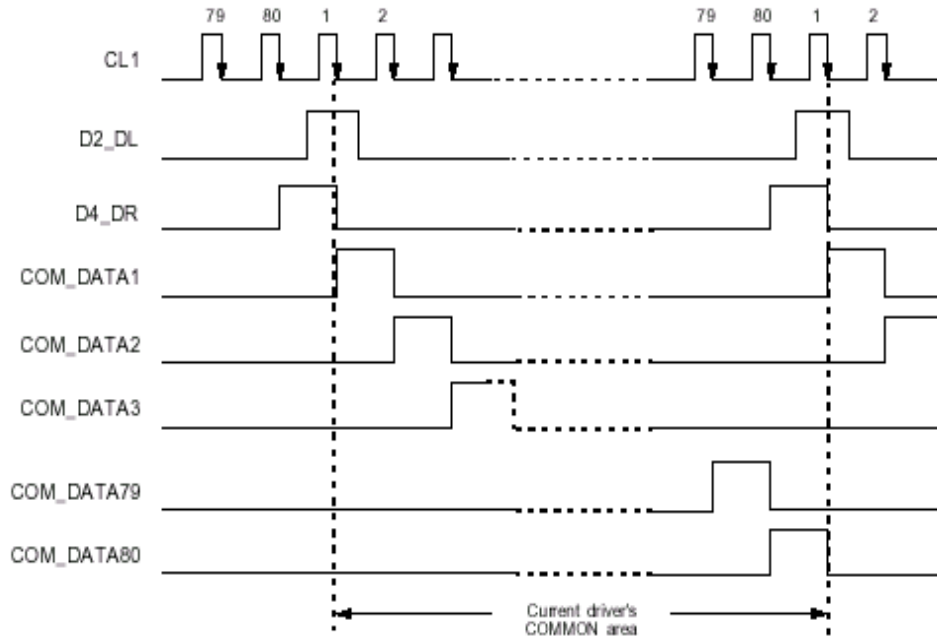 79 80 1 2 79 80 1 2
CL1
D2_DL
D4_DR
COM_DATA1
COM_DATA2
COM_DATA3
COM_DATA79
COM_DATA80
Current driver's
COMMON area